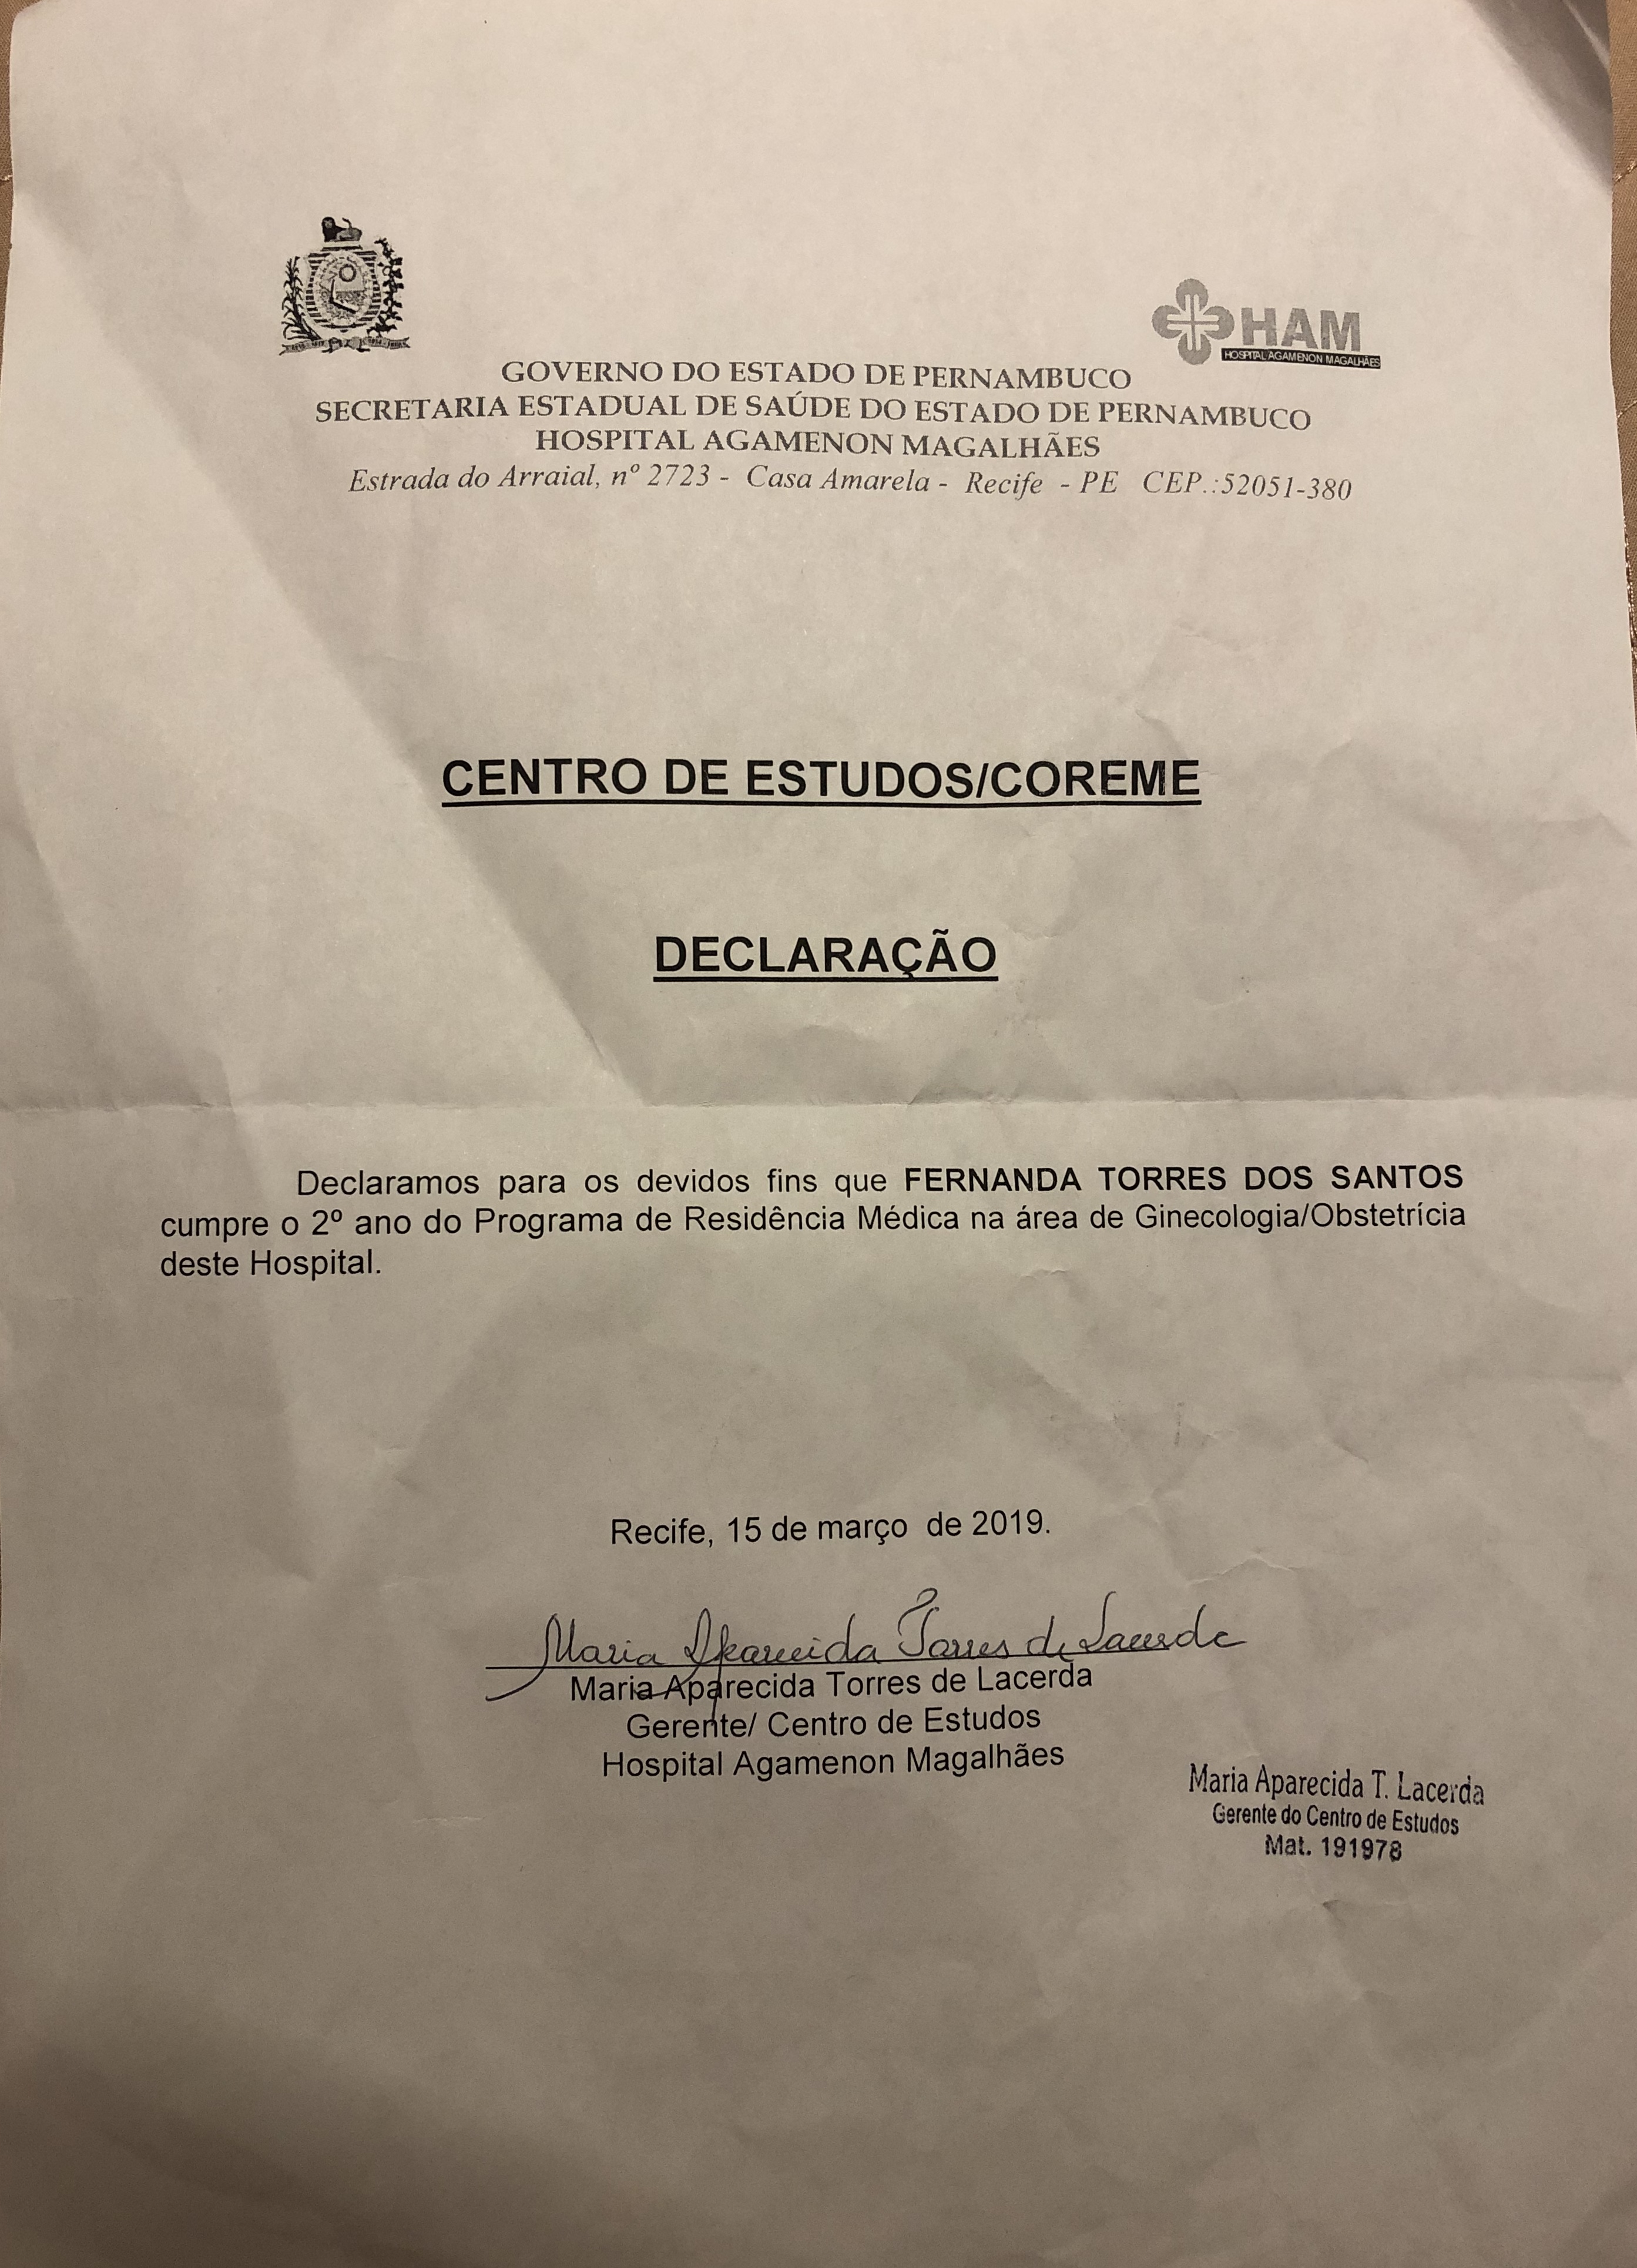 HAM
HOSPITAL AGAMENON MAGALHÃES
GOVERNO DO ESTADO DE PERNAMBUCO
SECRETARIA ESTADUAL DE SAÚDE DO ESTADO DE PERNAMBUCO
HOSPITAL AGAMENON MAGALHÃES
Estrada do Arraial, nº 2723 - Casa Amarela - Recife - PE CEP.:52051-380
CENTRO DE ESTUDOS/COREME
DECLARAÇÃO
Declaramos para os devidos fins que FERNANDA TORRES DOS SANTOS
cumpre o 2º ano do Programa de Residência Médica na área de Ginecologia/Obstetrícia
deste Hospital.
Recife, 15 de março de 2019.
Maria Aparecida Torres de Lacerda
Maria Aparecida Torres de Lacerda
Gerente/ Centro de Estudos
Hospital Agamenon Magalhães
Maria Aparecida T. Lacerda
Gerente do Centro de Estudos
Mat. 191978